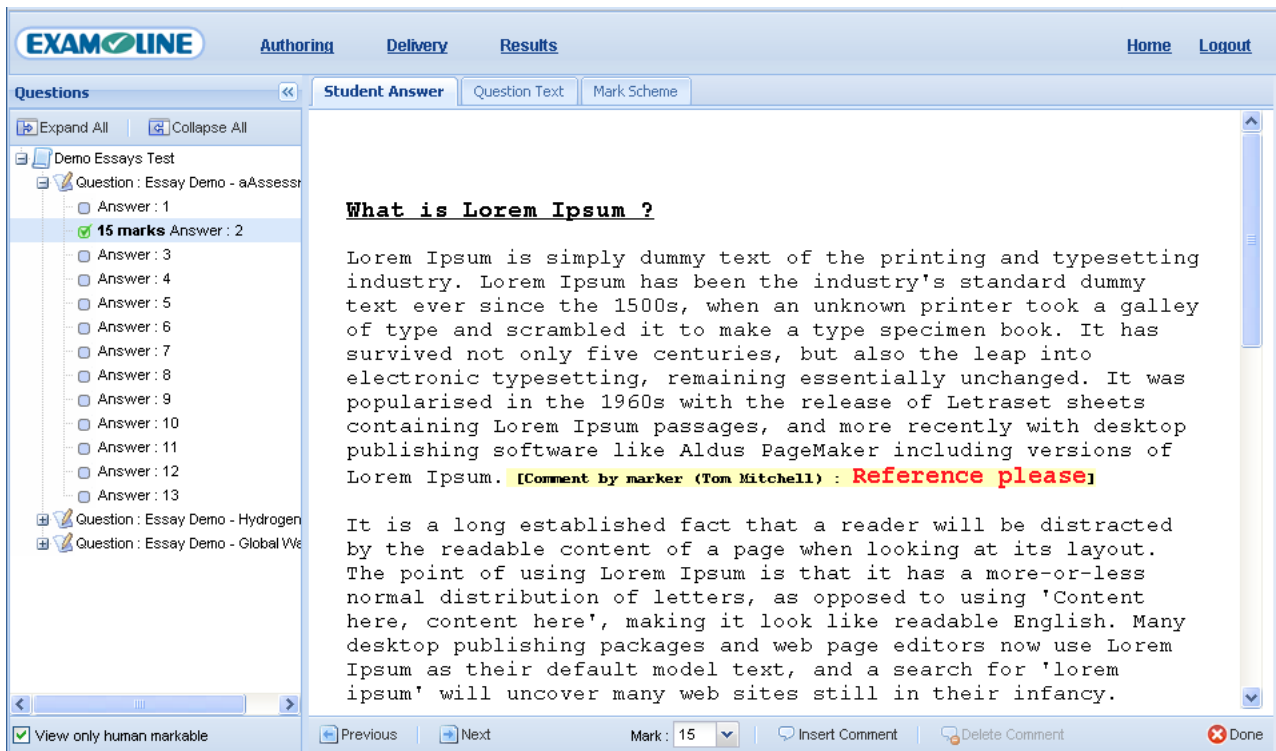 EXAM LINE Authoring Delivery Results Home Logout
Questions
Student Answer Question Text Mark Scheme
Expand All Collapse All
Demo Essays Test
Question : Essay Demo - aAssessm
Answer : 1
15 marks Answer : 2
Answer : 3
Answer : 4
Answer : 5
Answer : 6
Answer : 7
Answer : 8
Answer : 9
Answer : 10
Answer : 11
Answer : 12
Answer : 13
Question : Essay Demo - Hydrogen
Question : Essay Demo - Global Wa
View only human markable
What is Lorem Ipsum ?
Lorem Ipsum is simply dummy text of the printing and typesetting
industry. Lorem Ipsum has been the industry's standard dummy
text ever since the 1500s, when an unknown printer took a galley
of type and scrambled it to make a type specimen book. It has
survived not only five centuries, but also the leap into
electronic typesetting, remaining essentially unchanged. It was
popularised in the 1960s with the release of Letraset sheets
containing Lorem Ipsum passages, and more recently with desktop
publishing software like Aldus PageMaker including versions of
Lorem Ipsum. [Comment by marker (Tom Mitchell) : Reference please]
It is a long established fact that a reader will be distracted
by the readable content of a page when looking at its layout.
The point of using Lorem Ipsum is that it has a more-or-less
normal distribution of letters, as opposed to using 'Content
here, content here', making it look like readable English. Many
desktop publishing packages and web page editors now use Lorem
Ipsum as their default model text, and a search for 'lorem
ipsum' will uncover many web sites still in their infancy.
Previous Next Mark : 15 Insert Comment Delete Comment Done